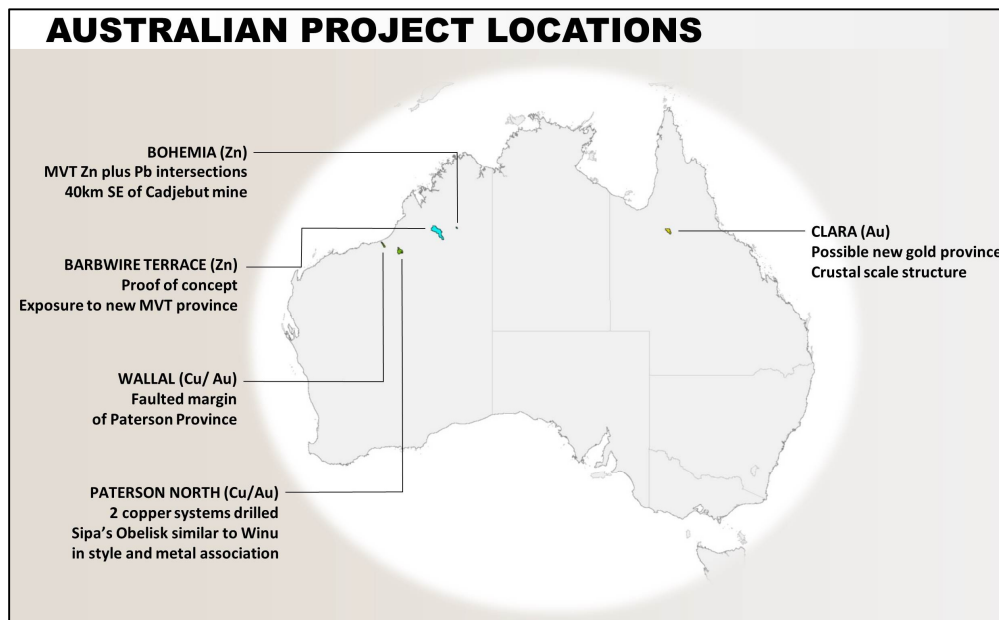 AUSTRALIAN PROJECT LOCATIONS
BOHEMIA (Zn)
MVT Zn plus Pb intersections
40km SE of Cadjebut mine
BARBWIRE TERRACE (Zn)
Proof of concept
Exposure to new MVT province
WALLAL (Cu/ Au)
Faulted margin
of Paterson Province
PATERSON NORTH (Cu/Au)
2 copper systems drilled
Sipa's Obelisk similar to Winu
in style and metal association
CLARA (Au)
Possible new gold province
Crustal scale structure